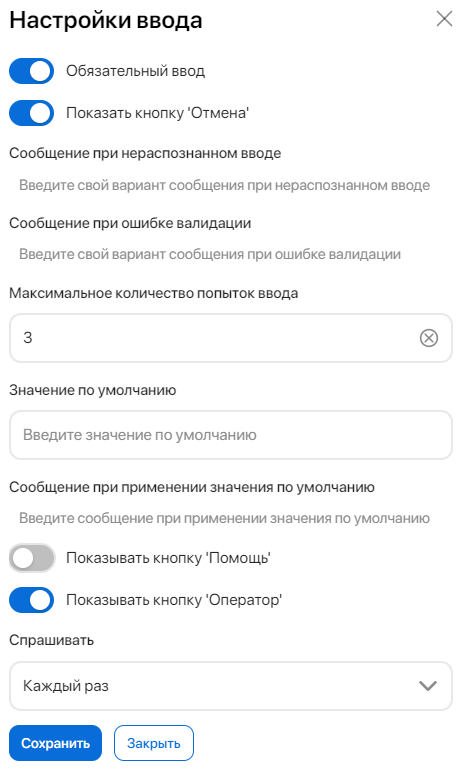 Настройки ввода
Обязательный ввод
Показать кнопку 'Отмена'
Сообщение при нераспознанном вводе
Введите свой вариант сообщения при нераспознанном вводе
Сообщение при ошибке валидации
Введите свой вариант сообщения при ошибке валидации
Максимальное количество попыток ввода
3
Значение по умолчанию
Введите значение по умолчанию
Сообщение при применении значения по умолчанию
Введите сообщение при применении значения по умолчанию
Показывать кнопку 'Помощь'
Показывать кнопку 'Оператор'
Спрашивать
Каждый раз
Сохранить Закрыть